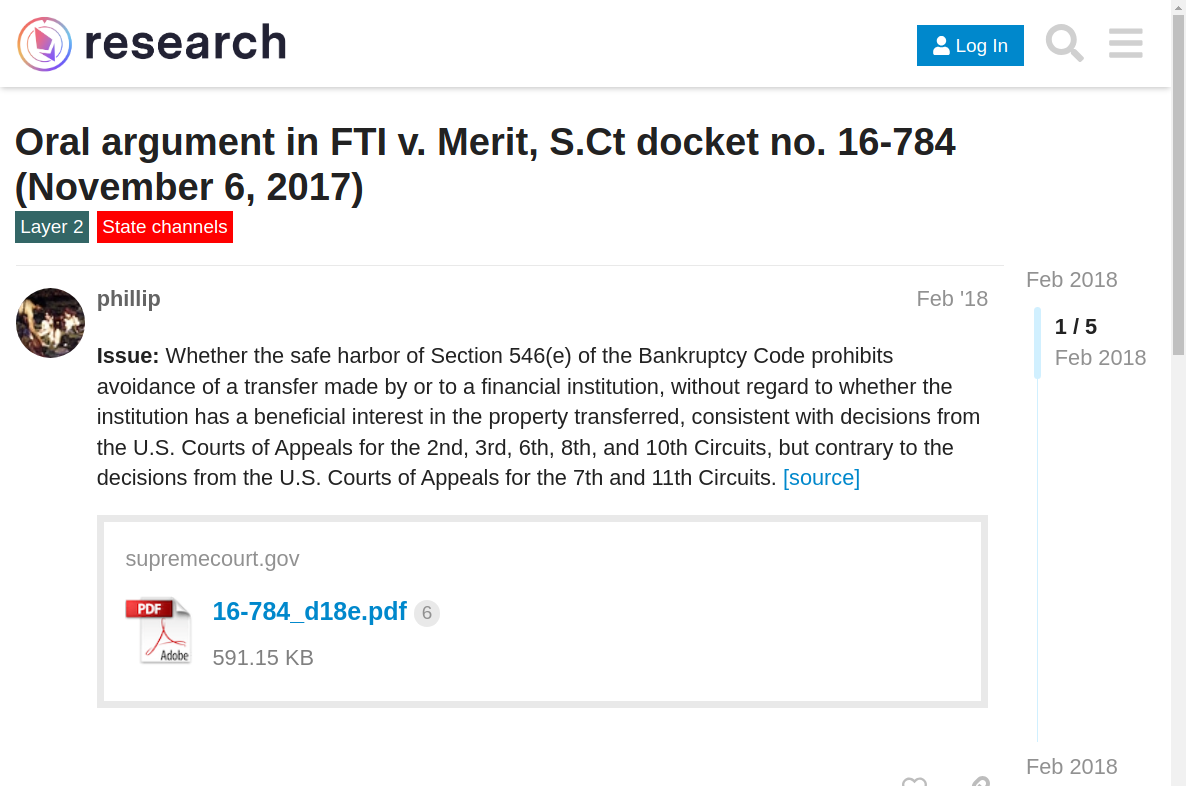 research
Log In
Oral argument in FTI v. Merit, S.Ct docket no. 16-784
(November 6, 2017)
Layer 2 State channels
Feb 2018
phillip Feb '18
1 / 5
Feb 2018
Issue: Whether the safe harbor of Section 546(e) of the Bankruptcy Code prohibits
avoidance of a transfer made by or to a financial institution, without regard to whether the
institution has a beneficial interest in the property transferred, consistent with decisions from
the U.S. Courts of Appeals for the 2nd, 3rd, 6th, 8th, and 10th Circuits, but contrary to the
decisions from the U.S. Courts of Appeals for the 7th and 11th Circuits. [source]
supremecourt.gov
PDF
Adobe
16-784_d18e.pdf 6
591.15 KB
Feb 2018